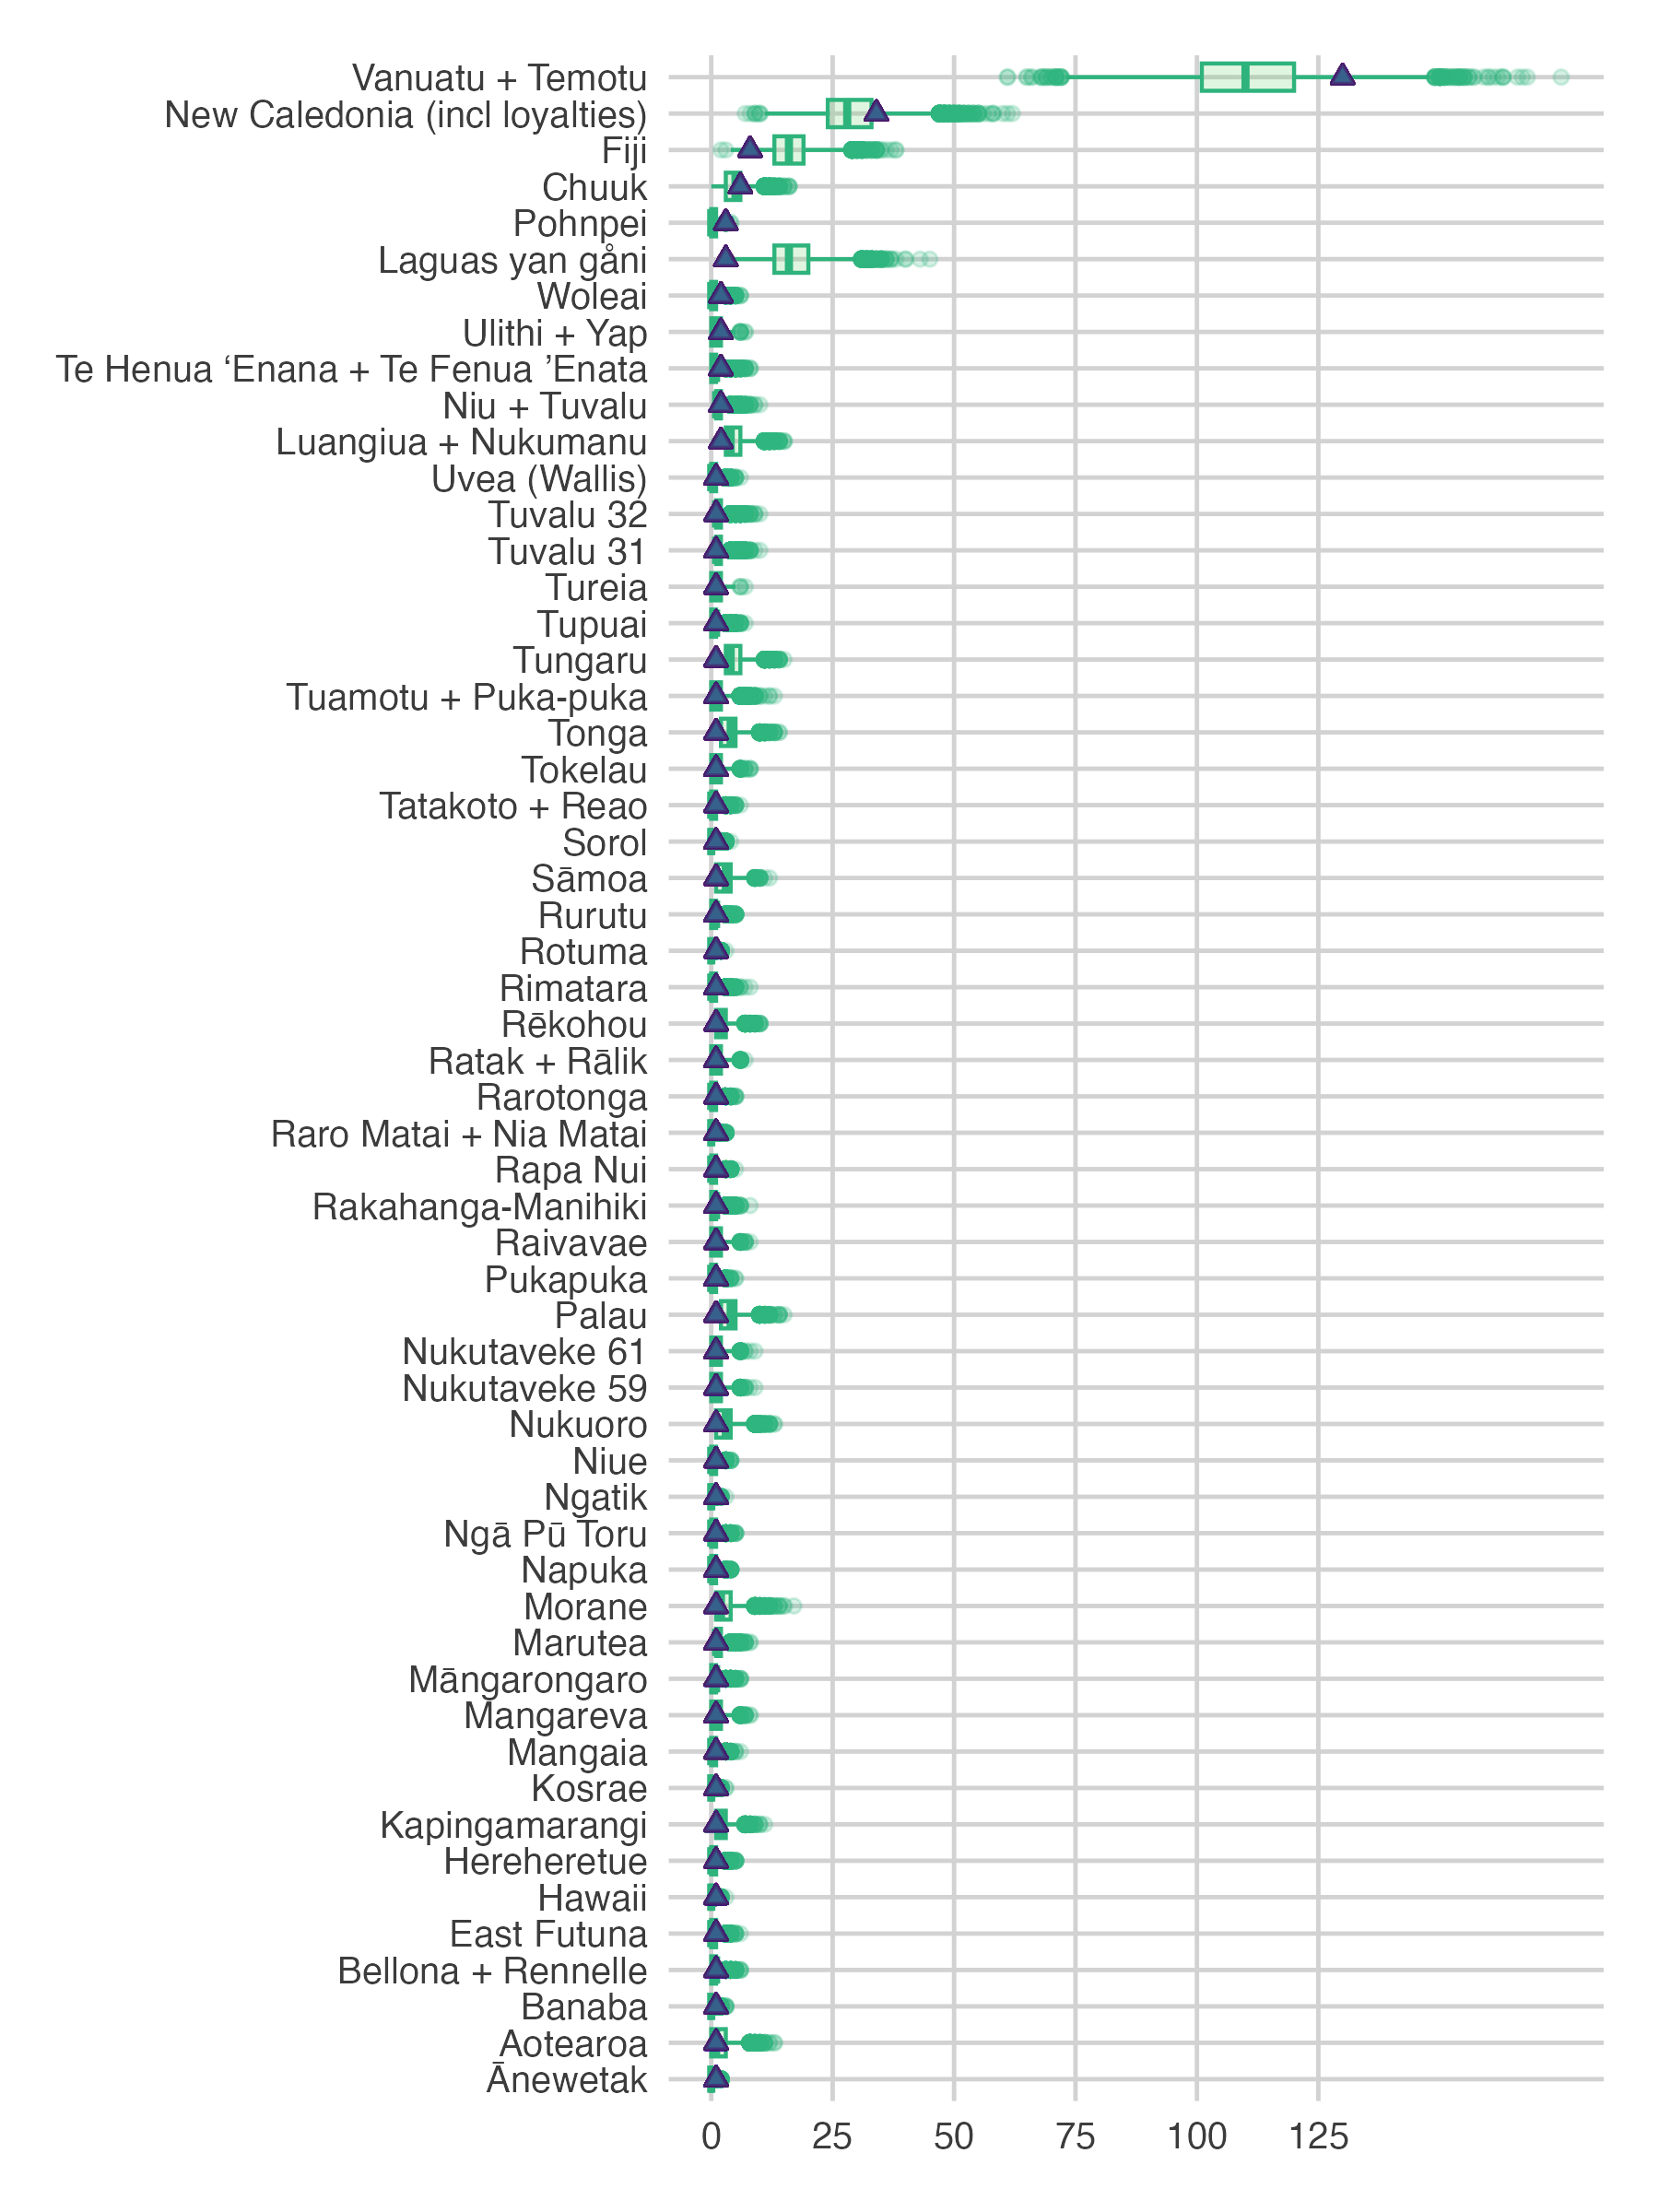 Vanuatu + Temotu
New Caledonia (incl loyalties)
Fiji
Chuuk
Pohnpei
Laguas yan gåni
Woleai
Ulithi + Yap
Te Henua ‘Enana + Te Fenua ’Enata
Niu + Tuvalu
Luangiua + Nukumanu
Uvea (Wallis)
Tuvalu 32
Tuvalu 31
Tureia
Tupuai
Tungaru
Tuamotu + Puka-puka
Tonga
Tokelau
Tatakoto + Reao
Sorol
Sāmoa
Rurutu
Rotuma
Rimatara
Rēkohou
Ratak + Rālik
Rarotonga
Raro Matai + Nia Matai
Rapa Nui
Rakahanga-Manihiki
Raivavae
Pukapuka
Palau
Nukutaveke 61
Nukutaveke 59
Nukuoro
Niue
Ngatik
Ngā Pū Toru
Napuka
Morane
Marutea
Māngarongaro
Mangareva
Mangaia
Kosrae
Kapingamarangi
Hereheretue
Hawaii
East Futuna
Bellona + Rennelle
Banaba
Aotearoa
Ānewetak
0 25 50 75 100 125